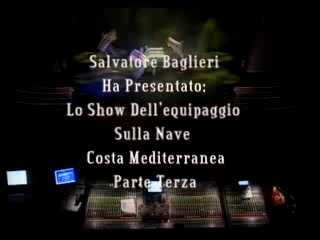 Salvatore Baglieri
Ha Presentato:
Lo Show Dell'equipaggio
Sulla Nave
Costa Mediterranea
Parte Terza